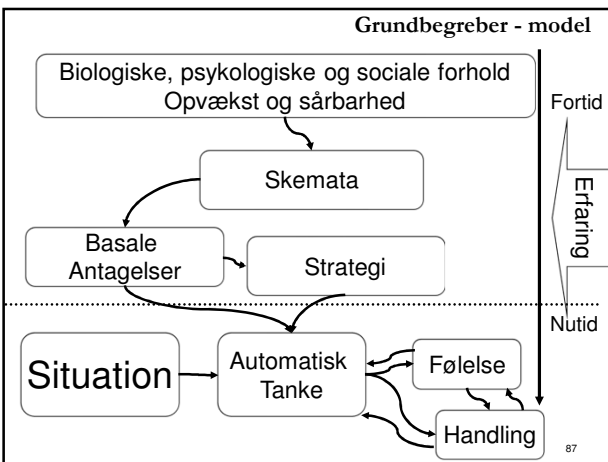 Grundbegreber - model
Biologiske, psykologiske og sociale forhold
Opvækst og sårbarhed
Fortid
Skemata
Erfaring
Basale
Antagelser
Strategi
Nutid
Situation
Automatisk
Tanke
Følelse
Handling
87